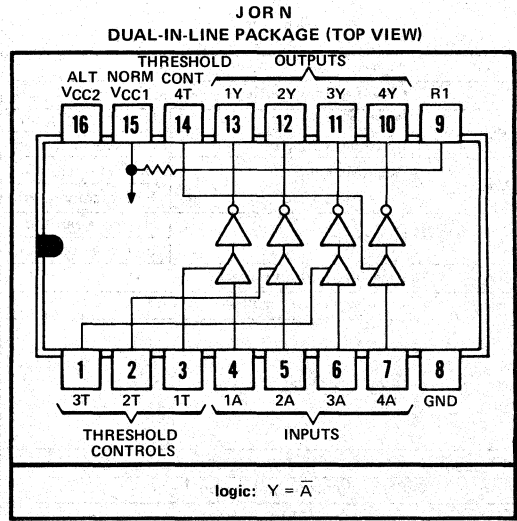 J OR N
DUAL-IN-LINE PACKAGE (TOP VIEW)
THRESHOLD OUTPUTS
ALT NORM CONT
VCC2 VCC1 4T 1Y 2Y 3Y 4Y R1
16 15 14 13 12 11 10 9
1 2 3 4 5 6 7 8
3T 2T 1T 1A 2A 3A 4A GND
THRESHOLD CONTROLS INPUTS
logic: Y = A̅